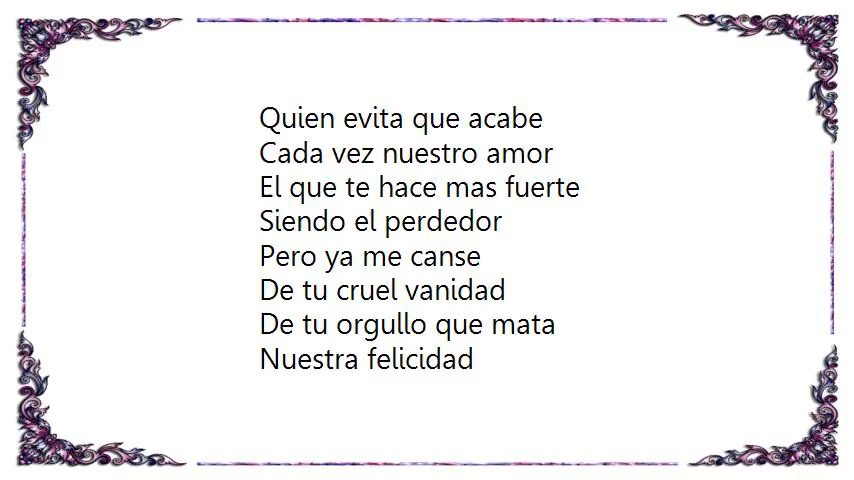 Quien evita que acabe
Cada vez nuestro amor
El que te hace mas fuerte
Siendo el perdedor
Pero ya me canse
De tu cruel vanidad
De tu orgullo que mata
Nuestra felicidad